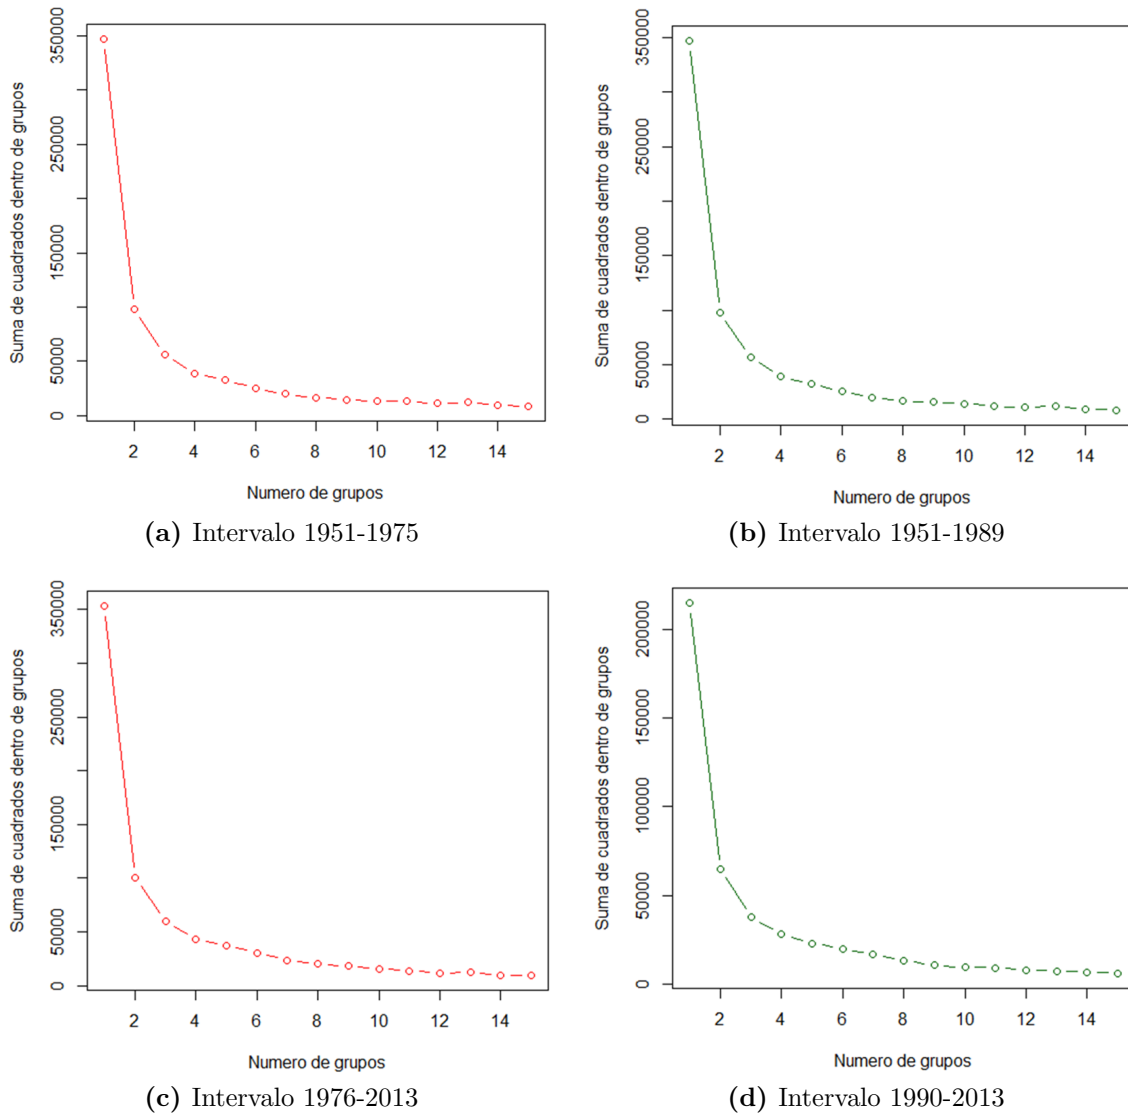 Suma de cuadrados dentro de grupos
0 50000 150000 250000 350000
2 4 6 8 10 12 14
Numero de grupos
(a) Intervalo 1951-1975
Suma de cuadrados dentro de grupos
0 50000 150000 250000 350000
2 4 6 8 10 12 14
Numero de grupos
(b) Intervalo 1951-1989
Suma de cuadrados dentro de grupos
0 50000 150000 250000 350000
2 4 6 8 10 12 14
Numero de grupos
(c) Intervalo 1976-2013
Suma de cuadrados dentro de grupos
0 50000 100000 150000 200000
2 4 6 8 10 12 14
Numero de grupos
(d) Intervalo 1990-2013